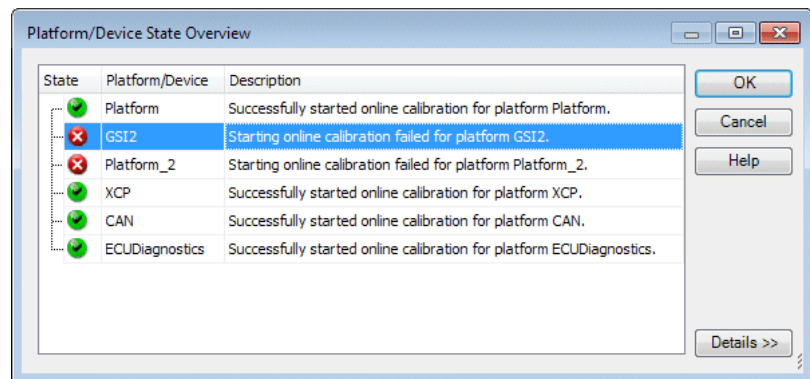 Platform/Device State Overview
State Platform/Device Description
Platform Successfully started online calibration for platform Platform.
GSI2 Starting online calibration failed for platform GSI2.
Platform_2 Starting online calibration failed for platform Platform_2.
XCP Successfully started online calibration for platform XCP.
CAN Successfully started online calibration for platform CAN.
ECUDiagnostics Successfully started online calibration for platform ECUDiagnostics.
OK
Cancel
Help
Details >>